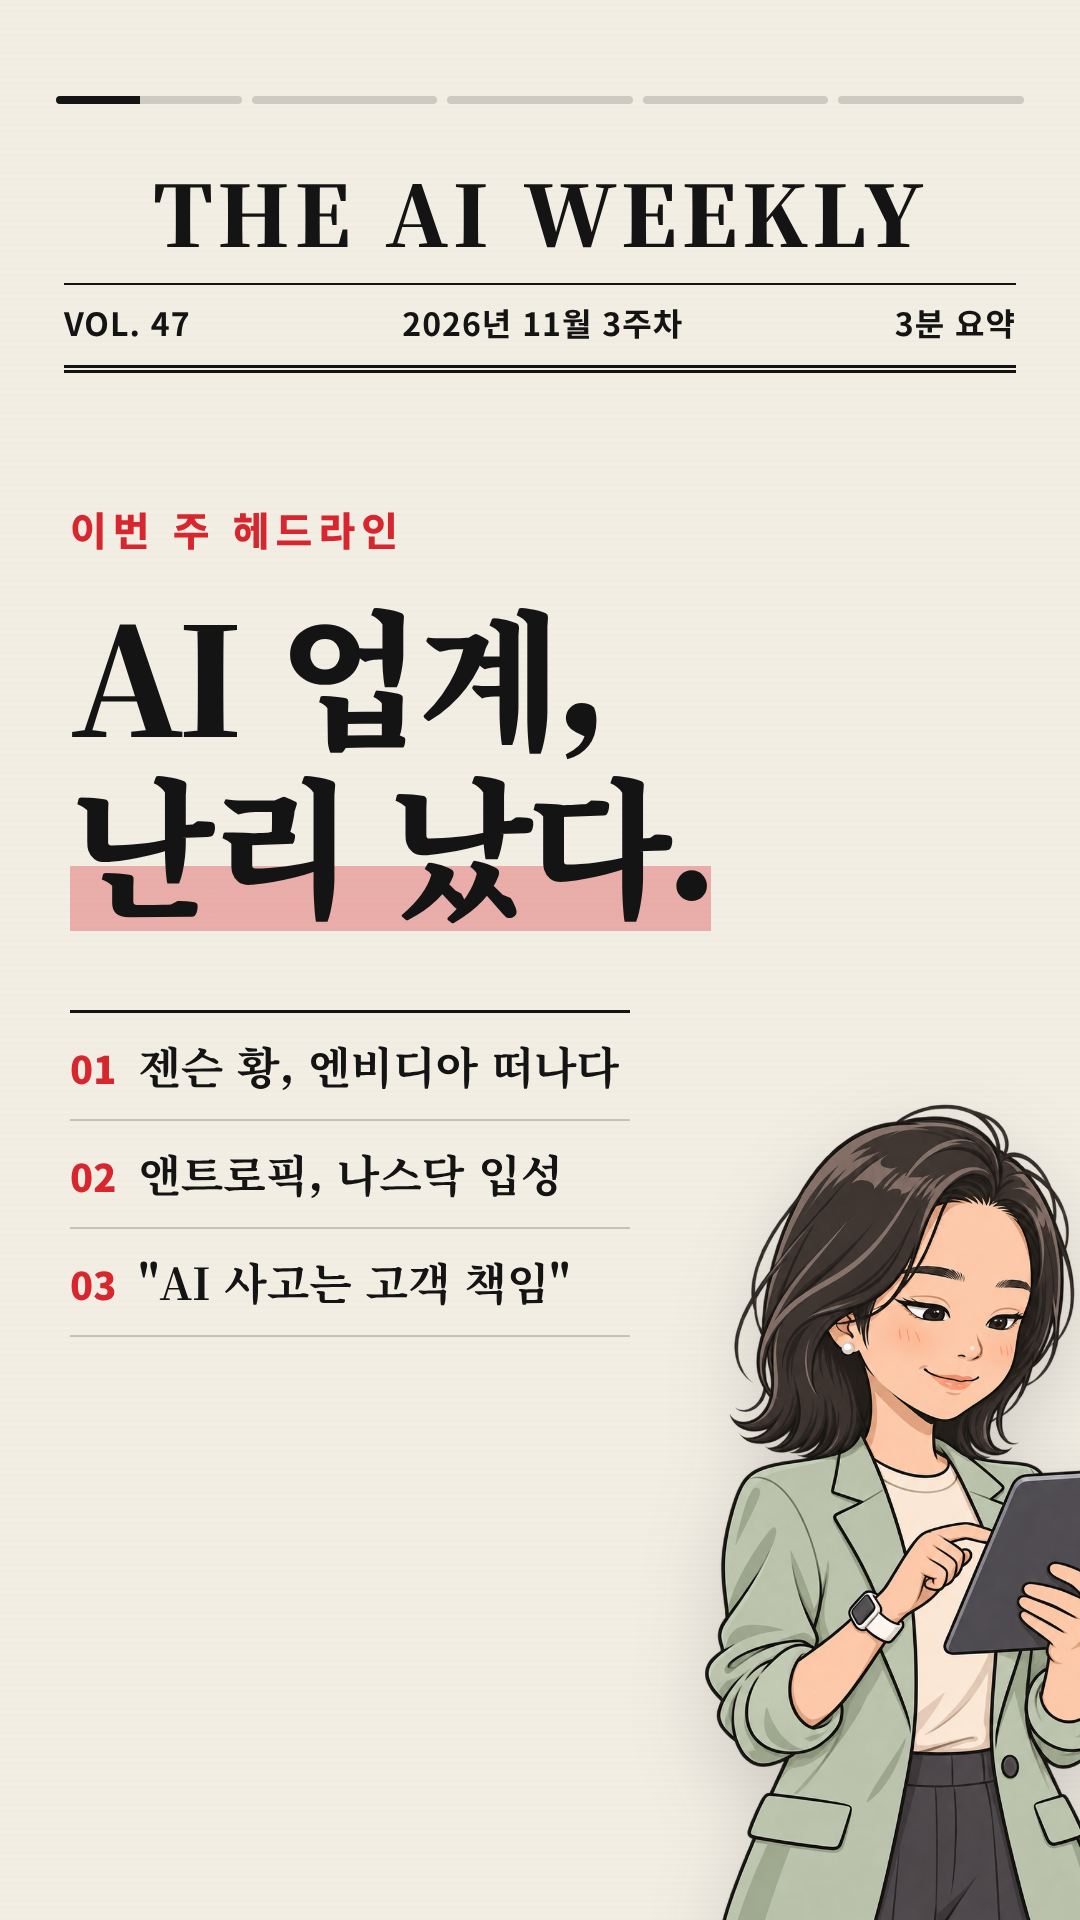 THE AI WEEKLY
VOL. 47 2026년 11월 3주차 3분 요약
이번 주 헤드라인
AI 업계,
난리 났다.
01 젠슨 황, 엔비디아 떠나다
02 앤트로픽, 나스닥 입성
03 "AI 사고는 고객 책임"